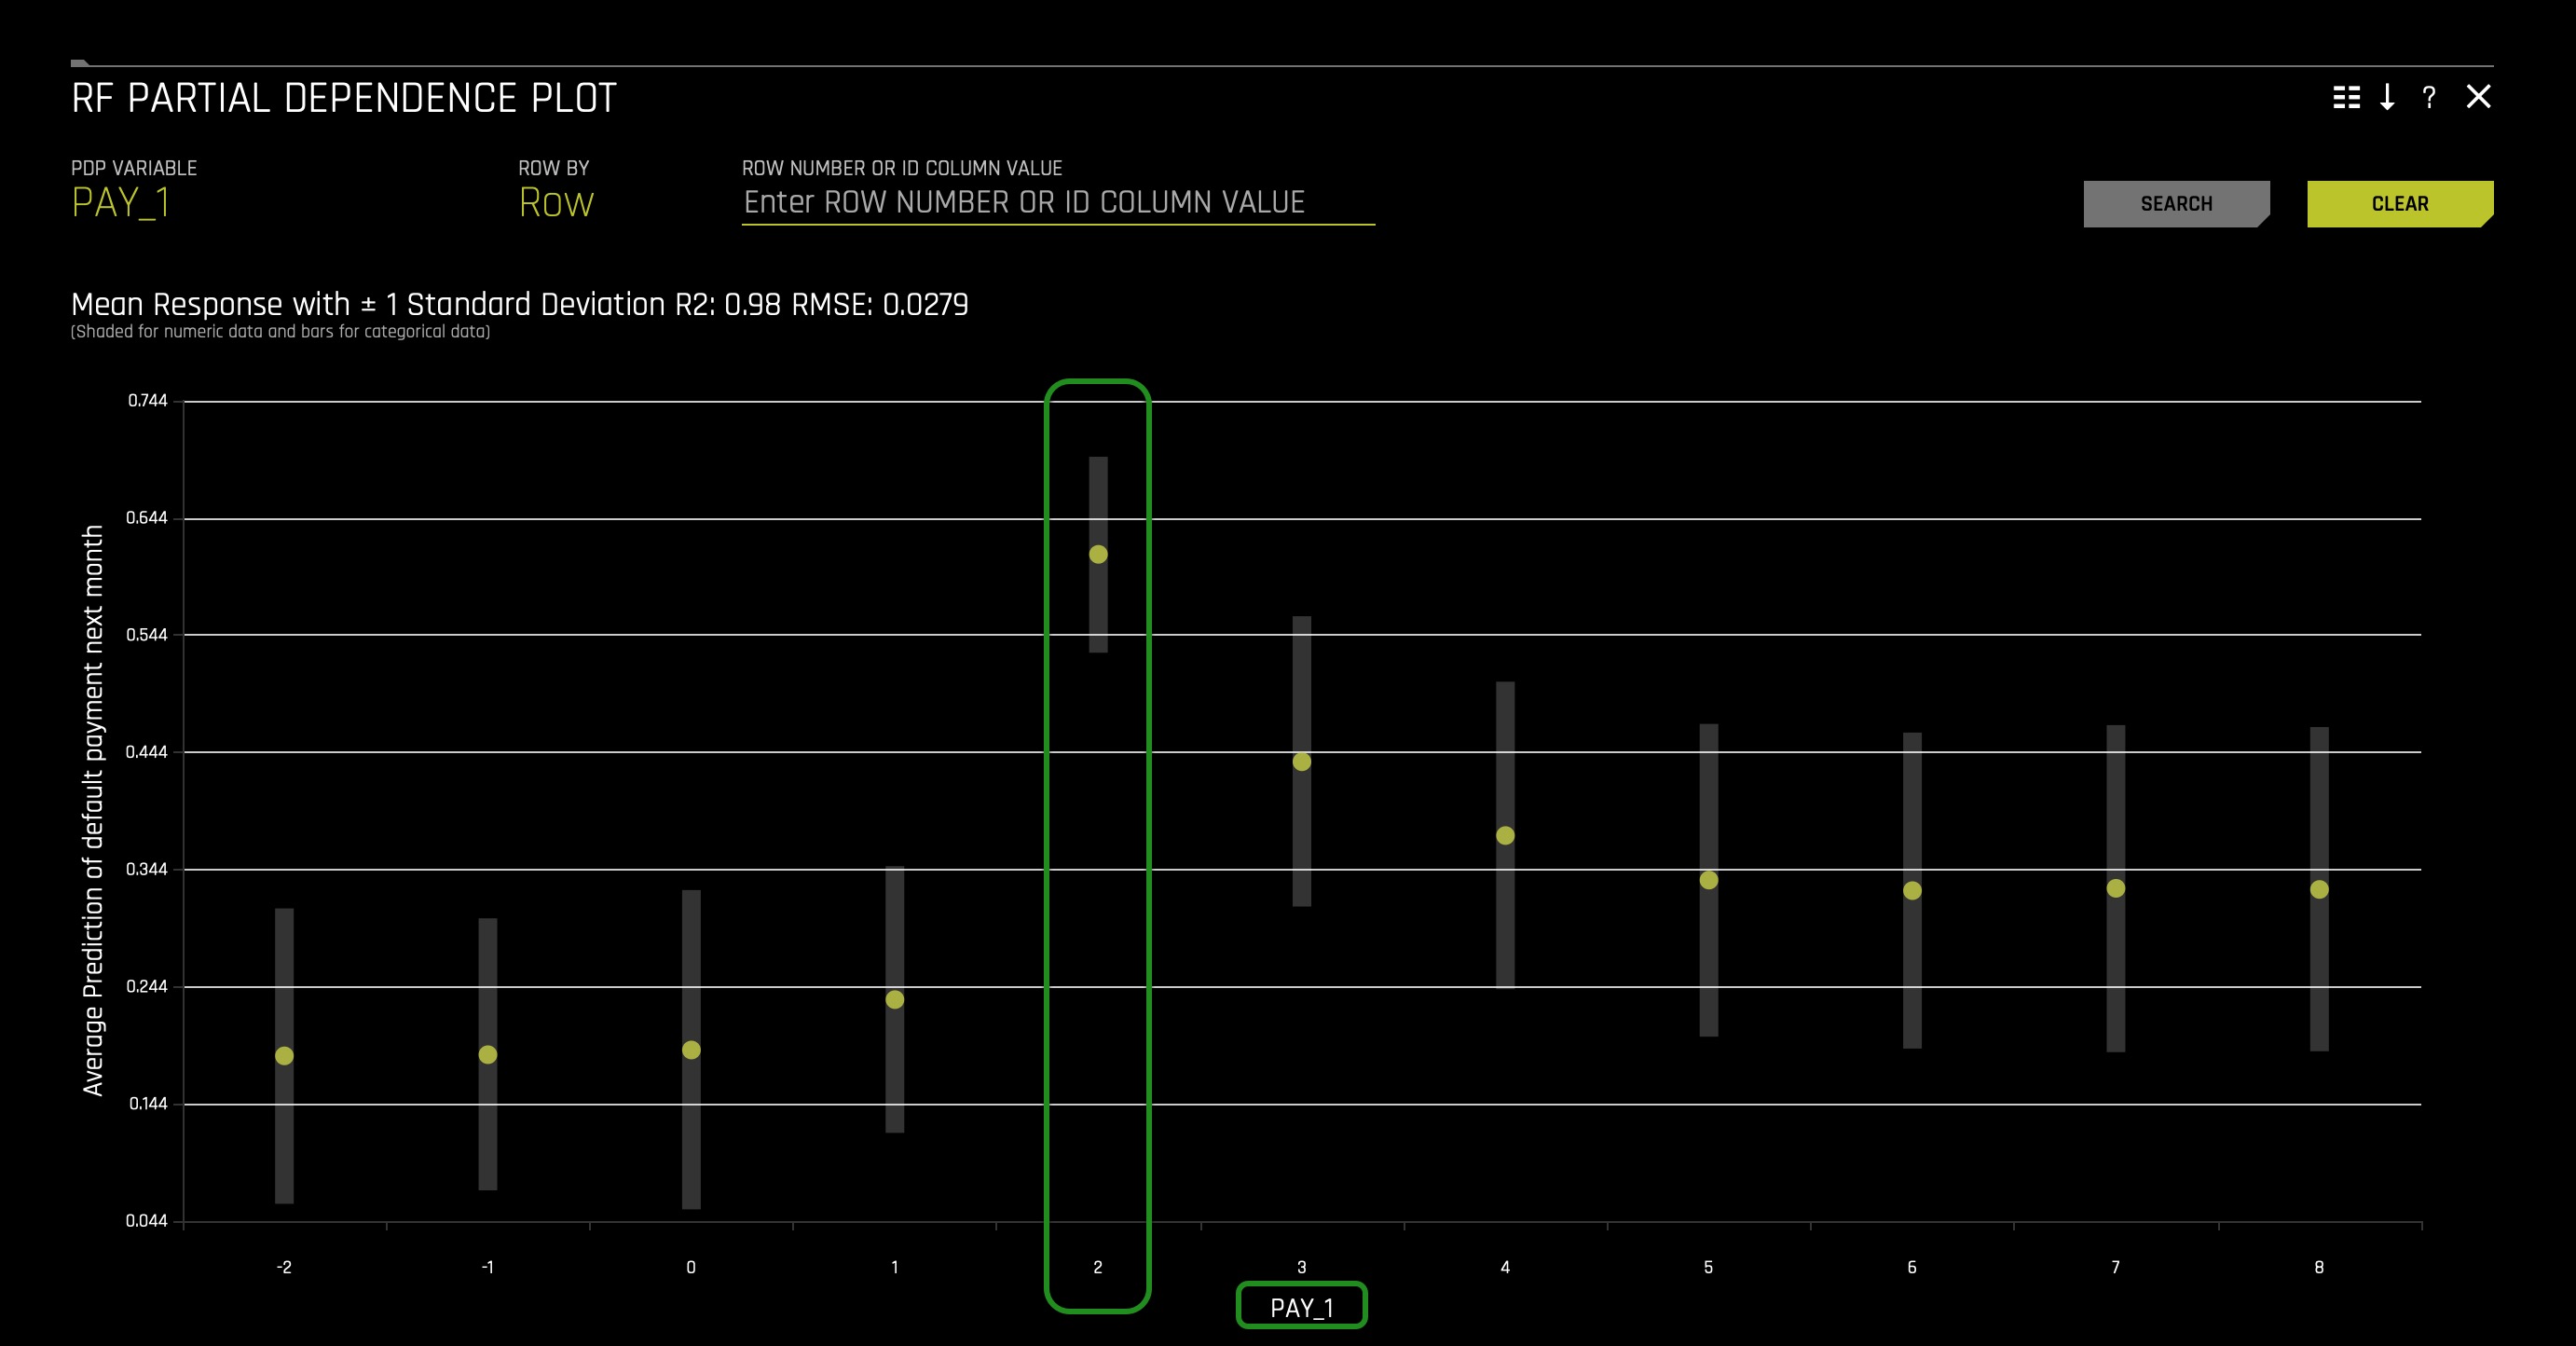 RF PARTIAL DEPENDENCE PLOT
?
PDP VARIABLE
PAY_1
ROW BY
Row
ROW NUMBER OR ID COLUMN VALUE
Enter ROW NUMBER OR ID COLUMN VALUE
SEARCH
CLEAR
Mean Response with ± 1 Standard Deviation R2: 0.98 RMSE: 0.0279
(Shaded for numeric data and bars for categorical data)
Average Prediction of default payment next month
0.744
0.644
0.544
0.444
0.344
0.244
0.144
0.044
-2 -1 0 1 2 3 4 5 6 7 8
PAY_1